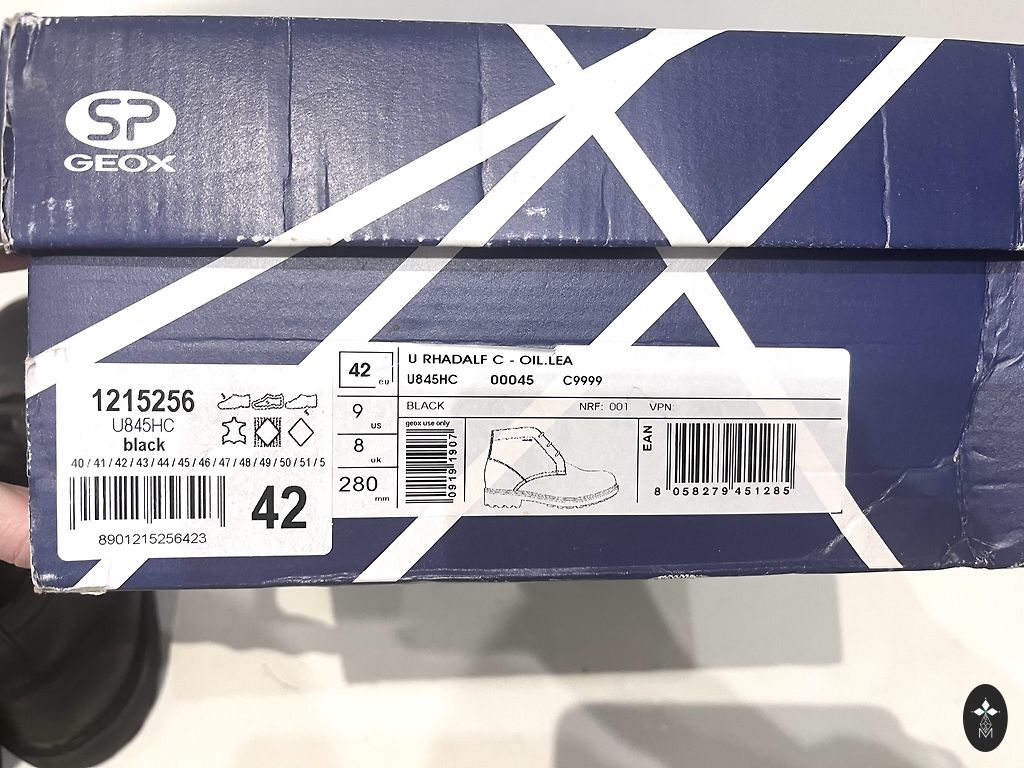 SP
GEOX
1215256
U845HC
black
40 / 41 / 42 / 43 / 44 / 45 / 46 / 47 / 48 / 49 / 50 / 51 / 5
8901215256423
42
42 eu
9 us
8 uk
280 mm
U RHADALF C - OIL.LEA
U845HC 00045 C9999
BLACK NRF: 001 VPN:
geox use only
0919 1907
EAN
8 058279 451285
M